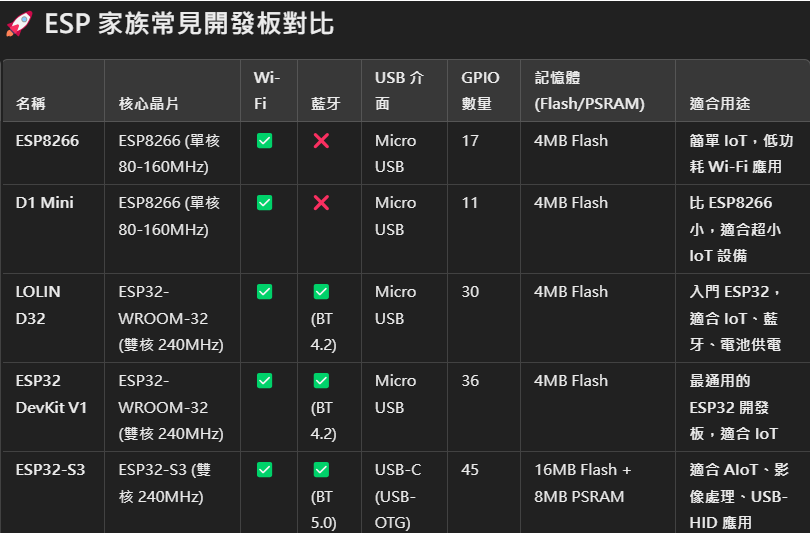 🚀 ESP 家族常見開發板對比
名稱 核心晶片 Wi-Fi 藍牙 USB 介面 GPIO 數量 記憶體 (Flash/PSRAM) 適合用途
ESP8266 ESP8266 (單核 80-160MHz) ✅ ❌ Micro USB 17 4MB Flash 簡單 IoT，低功耗 Wi-Fi 應用
D1 Mini ESP8266 (單核 80-160MHz) ✅ ❌ Micro USB 11 4MB Flash 比 ESP8266 小，適合超小 IoT 設備
LOLIN D32 ESP32-WROOM-32 (雙核 240MHz) ✅ ✅ (BT 4.2) Micro USB 30 4MB Flash 入門 ESP32，適合 IoT、藍牙、電池供電
ESP32 DevKit V1 ESP32-WROOM-32 (雙核 240MHz) ✅ ✅ (BT 4.2) Micro USB 36 4MB Flash 最通用的 ESP32 開發板，適合 IoT
ESP32-S3 ESP32-S3 (雙核 240MHz) ✅ ✅ (BT 5.0) USB-C (USB-OTG) 45 16MB Flash + 8MB PSRAM 適合 AIoT、影像處理、USB-HID 應用